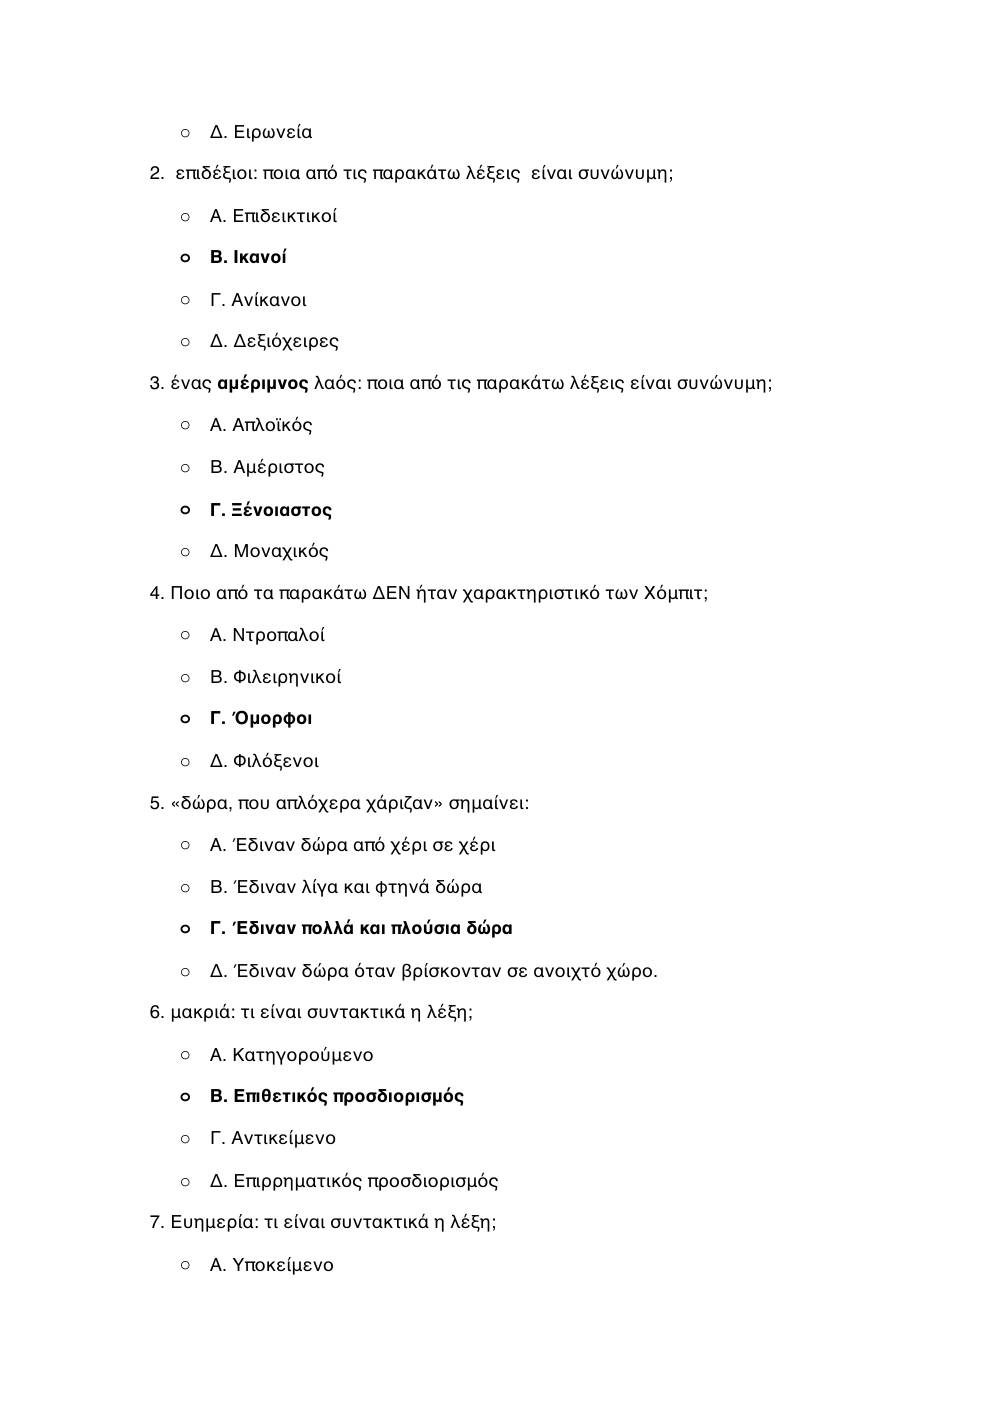 ○ Δ. Ειρωνεία
2. επιδέξιοι: ποια από τις παρακάτω λέξεις είναι συνώνυμη;
○ Α. Επιδεικτικοί
○ Β. Ικανοί
○ Γ. Ανίκανοι
○ Δ. Δεξιόχειρες
3. ένας αμέριμνος λαός: ποια από τις παρακάτω λέξεις είναι συνώνυμη;
○ Α. Απλοϊκός
○ Β. Αμέριστος
○ Γ. Ξένοιαστος
○ Δ. Μοναχικός
4. Ποιο από τα παρακάτω ΔΕΝ ήταν χαρακτηριστικό των Χόμπιτ;
○ Α. Ντροπαλοί
○ Β. Φιλειρηνικοί
○ Γ. Όμορφοι
○ Δ. Φιλόξενοι
5. «δώρα, που απλόχερα χάριζαν» σημαίνει:
○ Α. Έδιναν δώρα από χέρι σε χέρι
○ Β. Έδιναν λίγα και φτηνά δώρα
○ Γ. Έδιναν πολλά και πλούσια δώρα
○ Δ. Έδιναν δώρα όταν βρίσκονταν σε ανοιχτό χώρο.
6. μακριά: τι είναι συντακτικά η λέξη;
○ Α. Κατηγορούμενο
○ Β. Επιθετικός προσδιορισμός
○ Γ. Αντικείμενο
○ Δ. Επιρρηματικός προσδιορισμός
7. Ευημερία: τι είναι συντακτικά η λέξη;
○ Α. Υποκείμενο